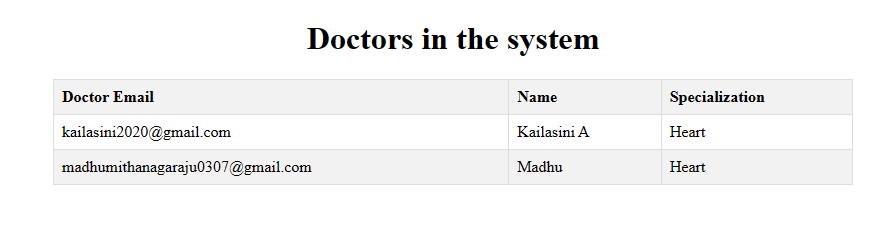 Doctors in the system
Doctor Email Name Specialization
kailasini2020@gmail.com Kailasini A Heart
madhumithanagaraju0307@gmail.com Madhu Heart